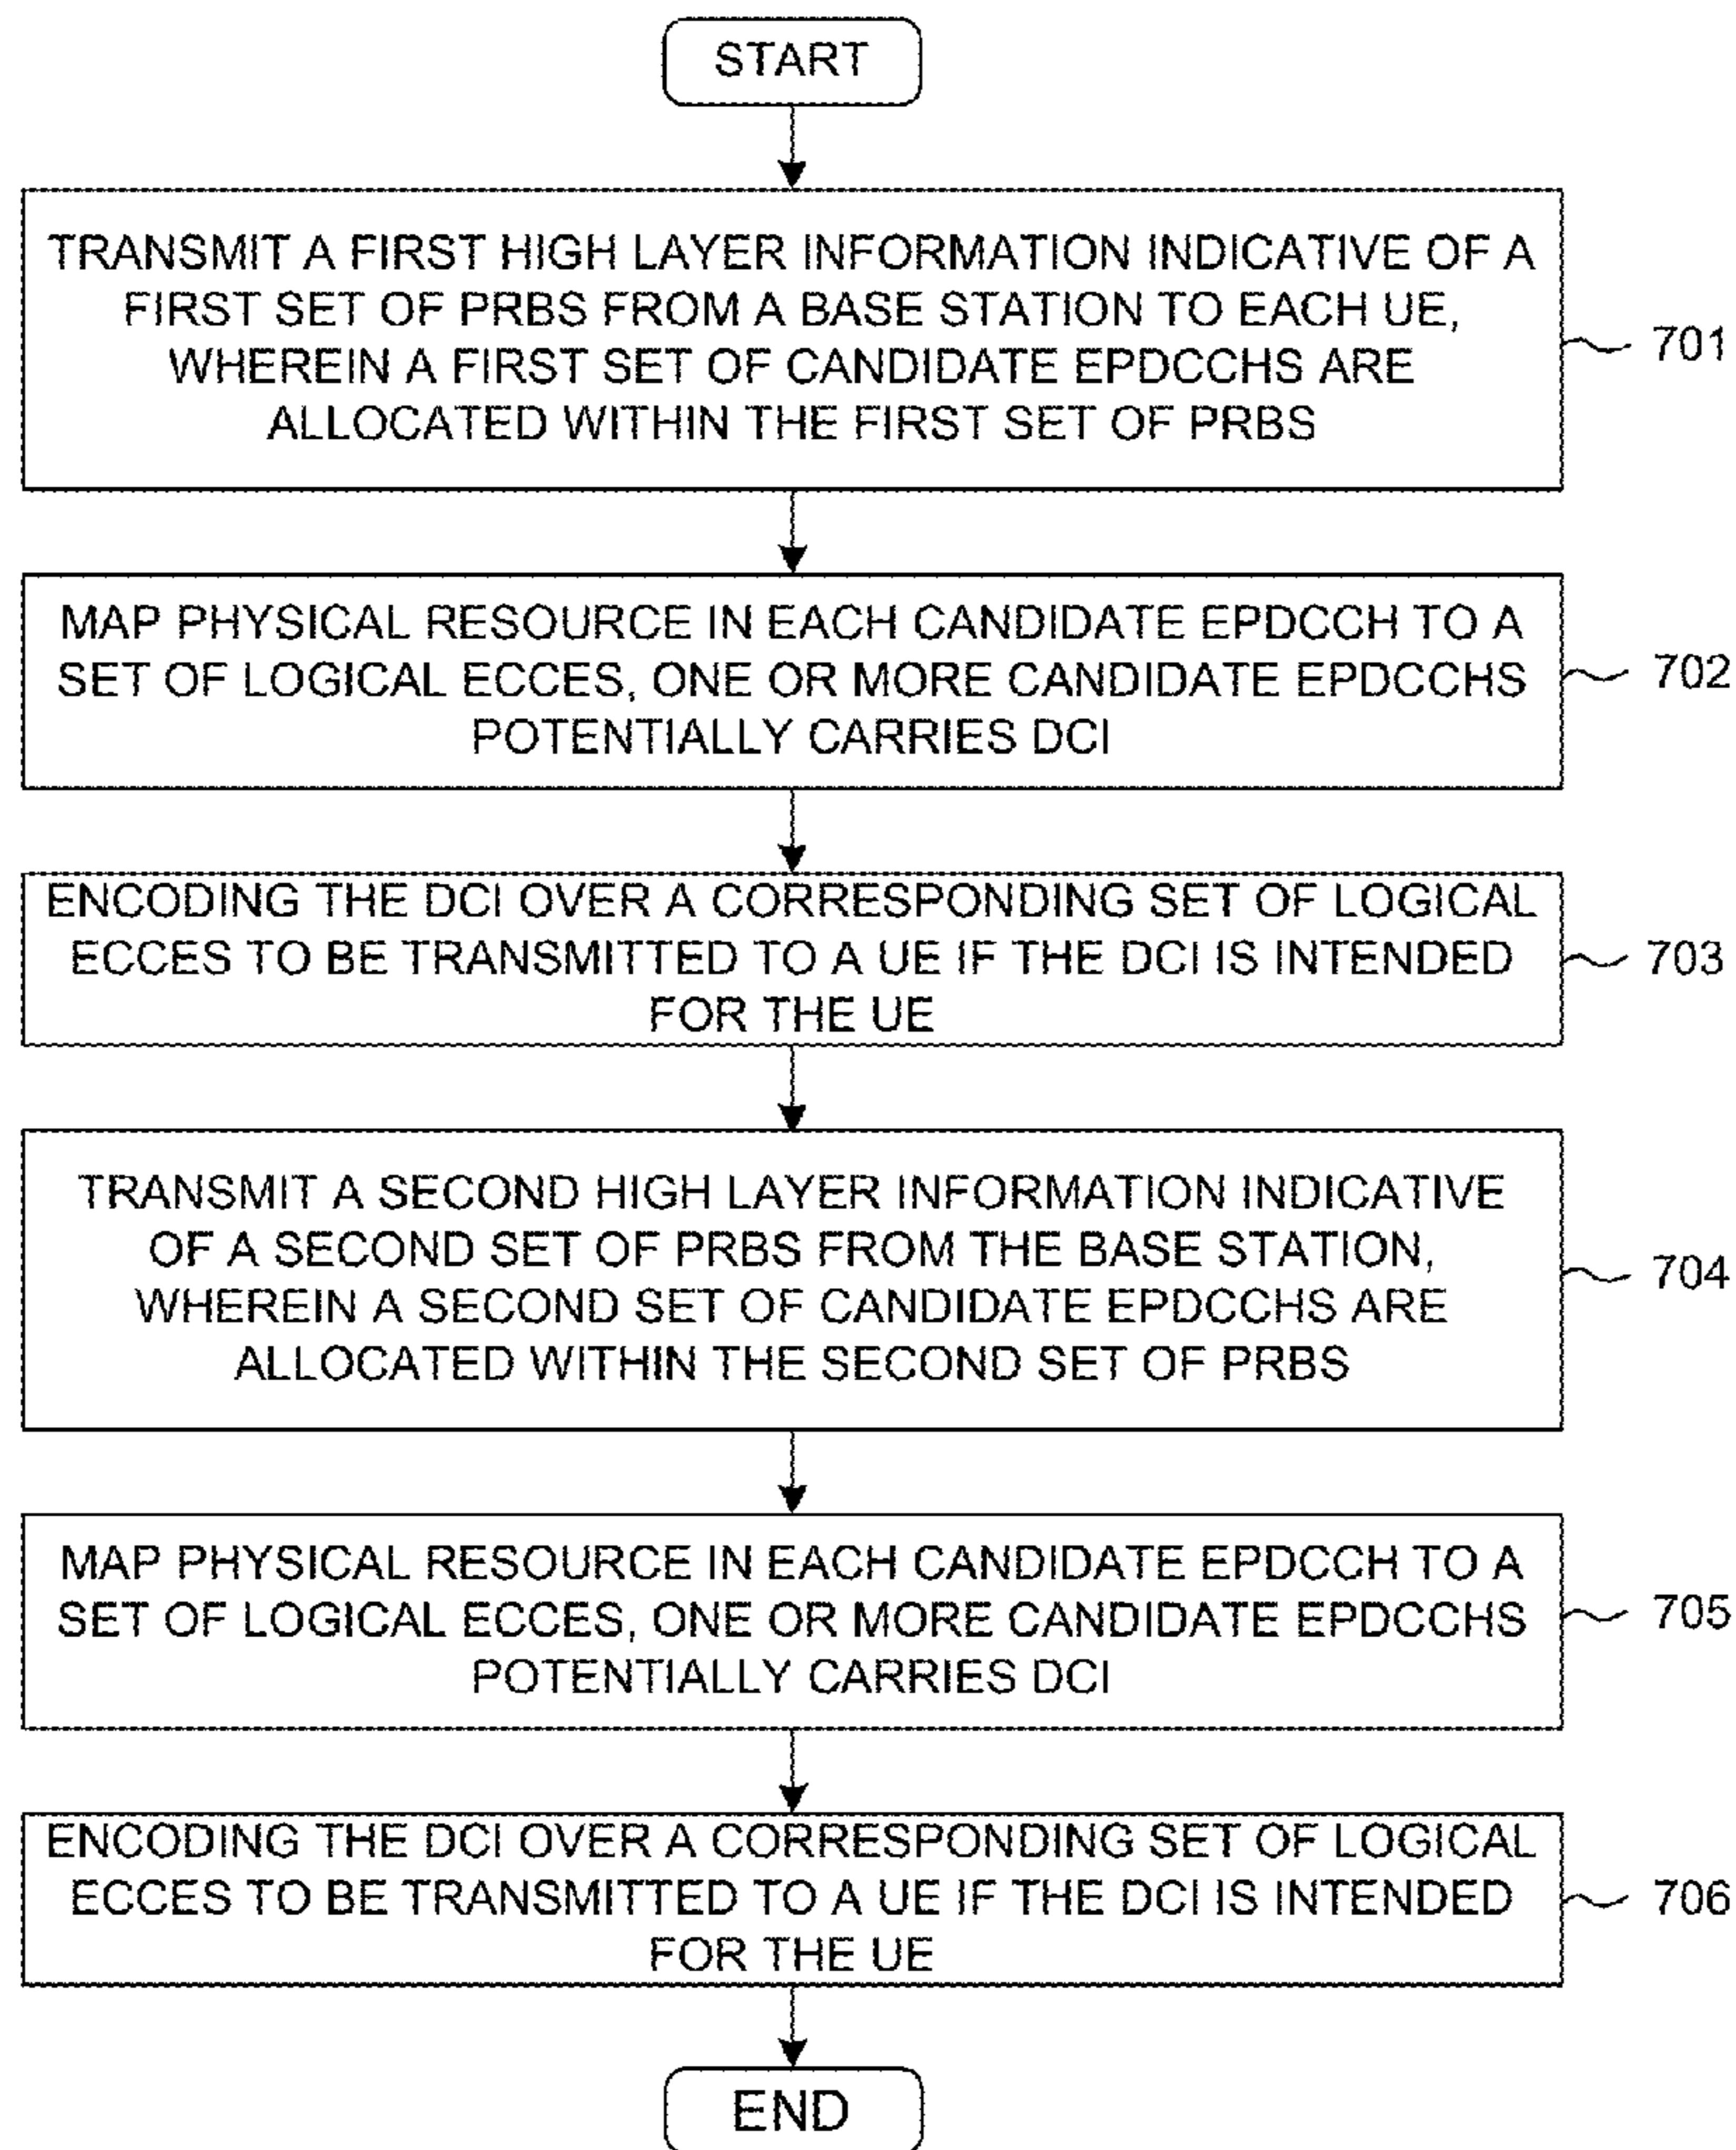 START
TRANSMIT A FIRST HIGH LAYER INFORMATION INDICATIVE OF A
FIRST SET OF PRBS FROM A BASE STATION TO EACH UE,
WHEREIN A FIRST SET OF CANDIDATE EPDCCHS ARE
ALLOCATED WITHIN THE FIRST SET OF PRBS
701
MAP PHYSICAL RESOURCE IN EACH CANDIDATE EPDCCH TO A
SET OF LOGICAL ECCES, ONE OR MORE CANDIDATE EPDCCHS
POTENTIALLY CARRIES DCI
702
ENCODING THE DCI OVER A CORRESPONDING SET OF LOGICAL
ECCES TO BE TRANSMITTED TO A UE IF THE DCI IS INTENDED
FOR THE UE
703
TRANSMIT A SECOND HIGH LAYER INFORMATION INDICATIVE
OF A SECOND SET OF PRBS FROM THE BASE STATION,
WHEREIN A SECOND SET OF CANDIDATE EPDCCHS ARE
ALLOCATED WITHIN THE SECOND SET OF PRBS
704
MAP PHYSICAL RESOURCE IN EACH CANDIDATE EPDCCH TO A
SET OF LOGICAL ECCES, ONE OR MORE CANDIDATE EPDCCHS
POTENTIALLY CARRIES DCI
705
ENCODING THE DCI OVER A CORRESPONDING SET OF LOGICAL
ECCES TO BE TRANSMITTED TO A UE IF THE DCI IS INTENDED
FOR THE UE
706
END